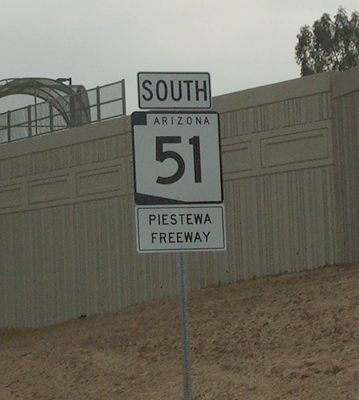 SOUTH
ARIZONA
51
PIESTEWA
FREEWAY